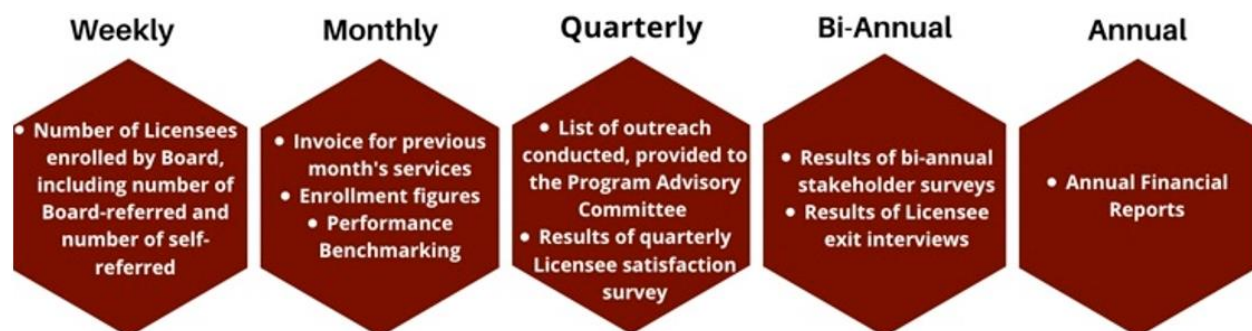 Weekly
Monthly
Quarterly
Bi-Annual
Annual
• Number of Licensees
enrolled by Board,
including number of
Board-referred and
number of self-
referred
• Invoice for previous
month's services
• Enrollment figures
• Performance
Benchmarking
• List of outreach
conducted, provided to
the Program Advisory
Committee
• Results of quarterly
Licensee satisfaction
survey
• Results of bi-annual
stakeholder surveys
• Results of Licensee
exit interviews
• Annual Financial
Reports